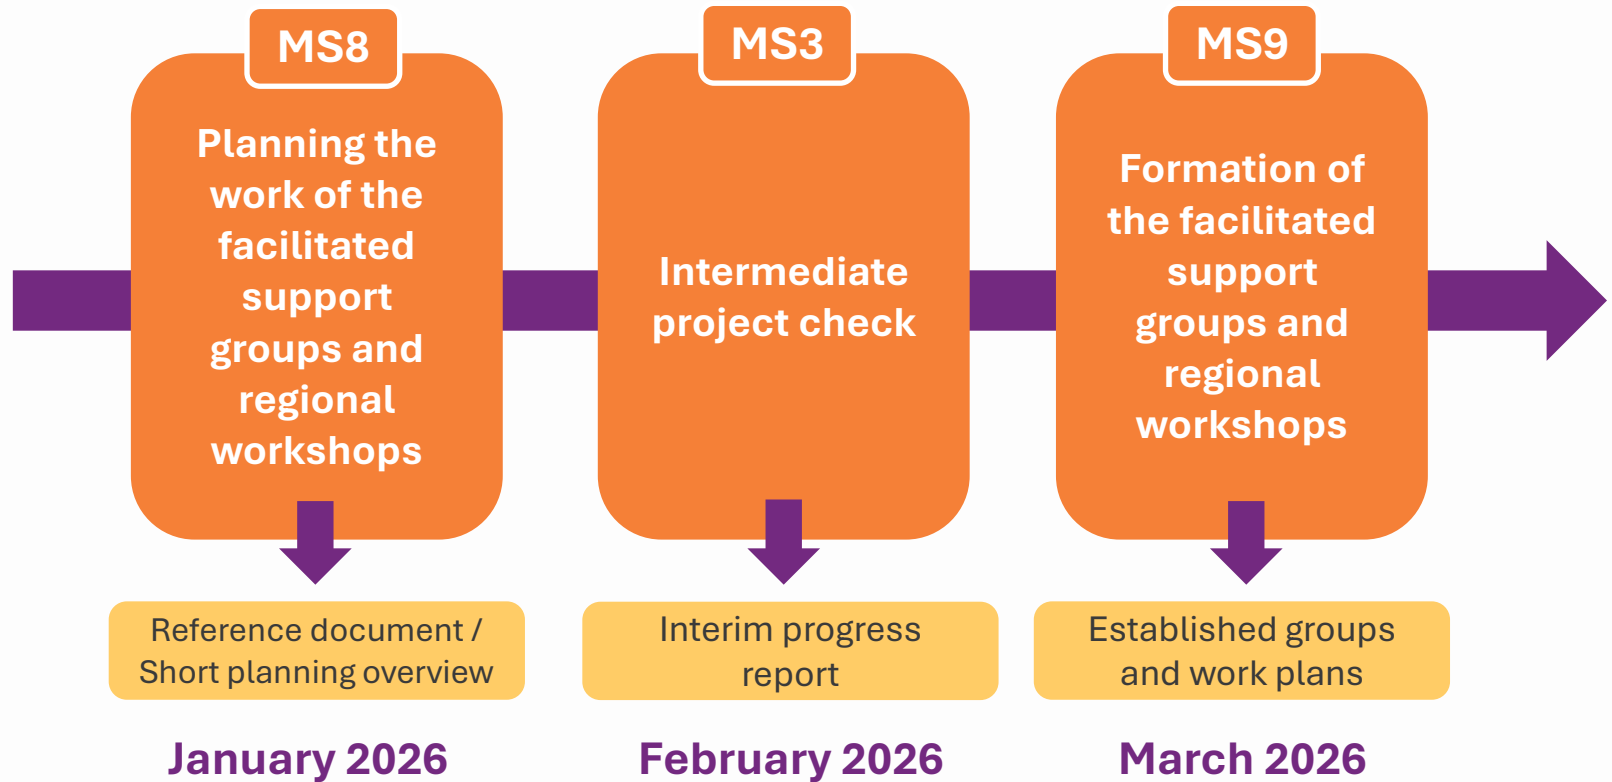 MS8
Planning the
work of the
facilitated
support
groups and
regional
workshops
Reference document /
Short planning overview
January 2026
MS3
Intermediate
project check
Interim progress
report
February 2026
MS9
Formation of
the facilitated
support
groups and
regional
workshops
Established groups
and work plans
March 2026